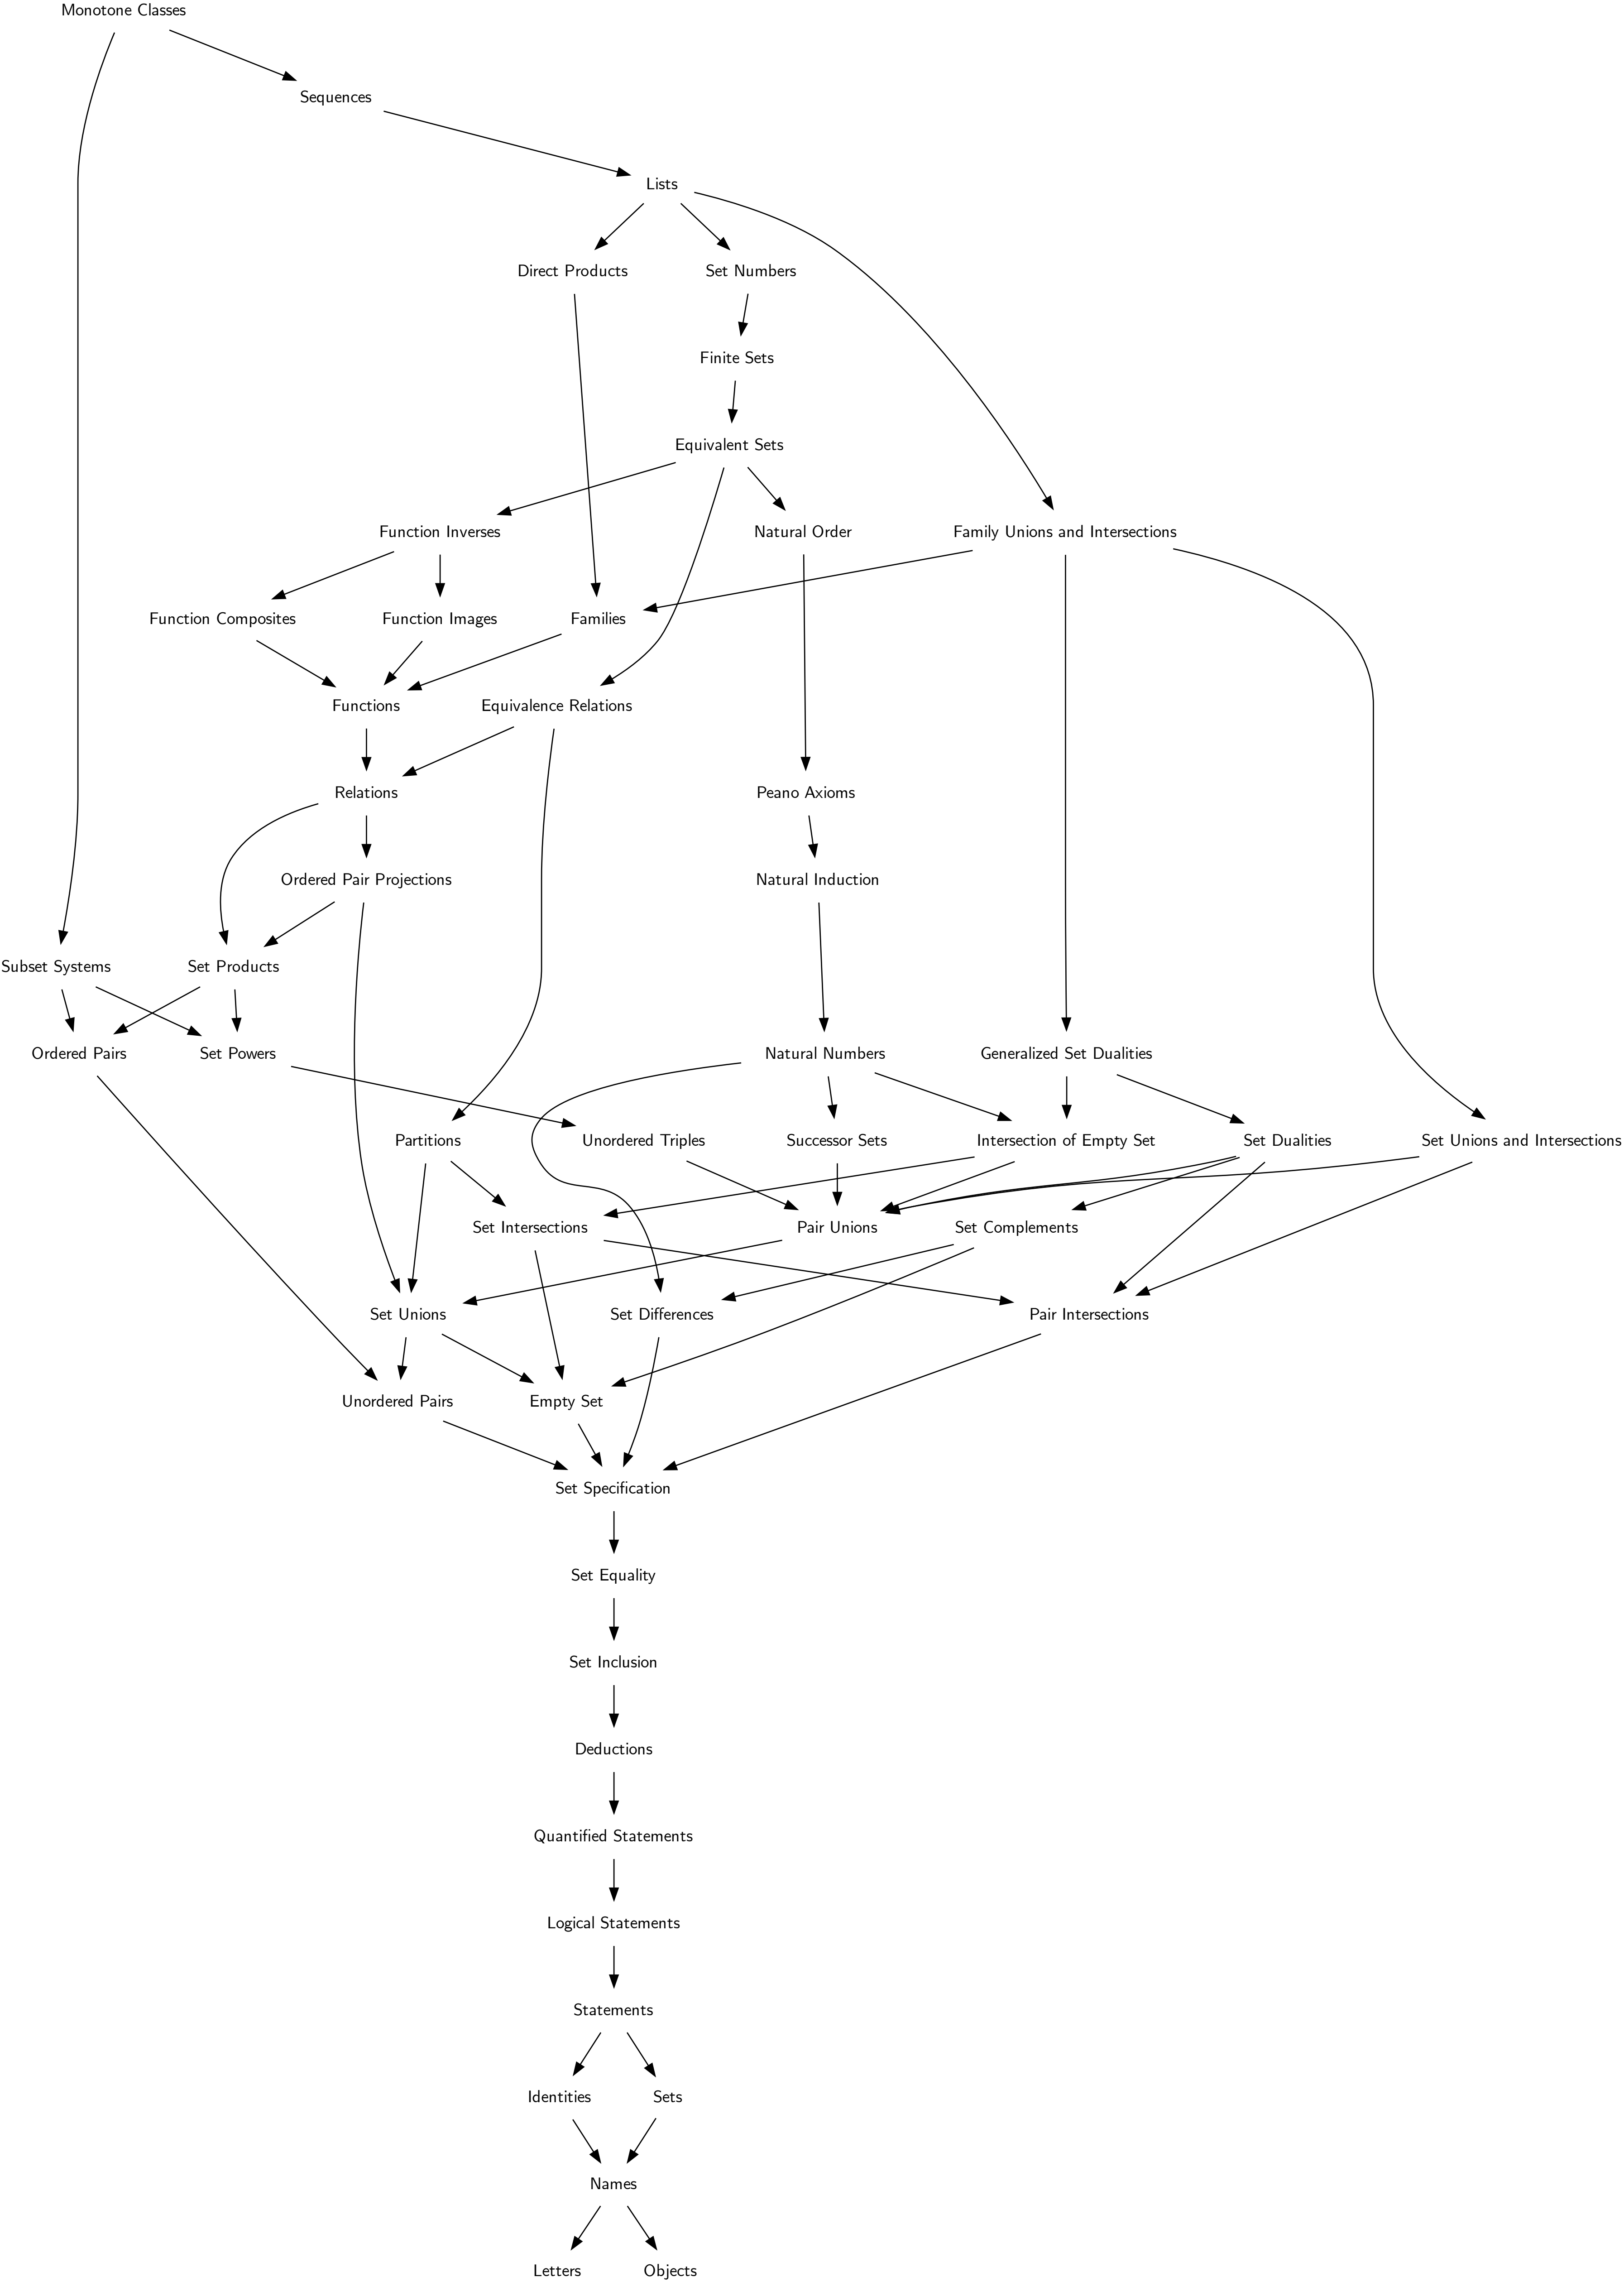 Monotone Classes
Sequences
Lists
Direct Products
Set Numbers
Finite Sets
Equivalent Sets
Function Inverses
Natural Order
Family Unions and Intersections
Function Composites
Function Images
Families
Functions
Equivalence Relations
Relations
Peano Axioms
Ordered Pair Projections
Natural Induction
Subset Systems
Set Products
Ordered Pairs
Set Powers
Natural Numbers
Generalized Set Dualities
Partitions
Unordered Triples
Successor Sets
Intersection of Empty Set
Set Dualities
Set Unions and Intersections
Set Intersections
Pair Unions
Set Complements
Set Unions
Set Differences
Pair Intersections
Unordered Pairs
Empty Set
Set Specification
Set Equality
Set Inclusion
Deductions
Quantified Statements
Logical Statements
Statements
Identities
Sets
Names
Letters
Objects